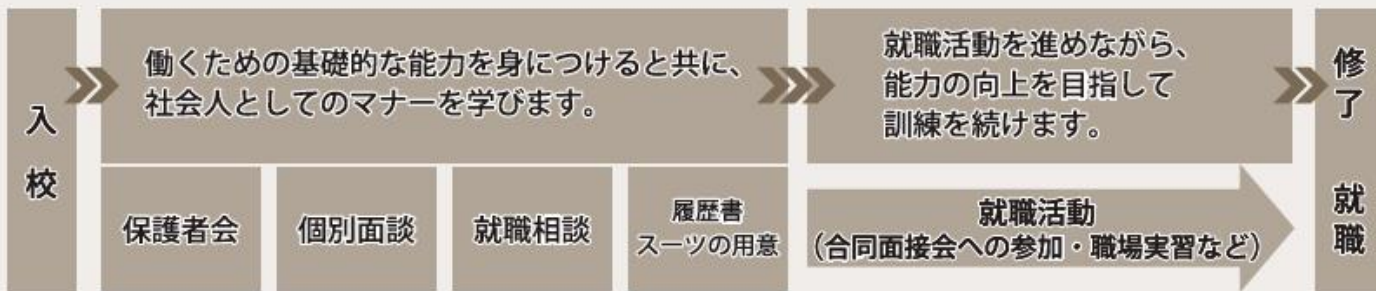 入校
働くための基礎的な能力を身につけると共に、
社会人としてのマナーを学びます。
就職活動を進めながら、
能力の向上を目指して
訓練を続けます。
保護者会
個別面談
就職相談
履歴書
スーツの用意
就職活動
（合同面接会への参加・職場実習など）
修了
就職